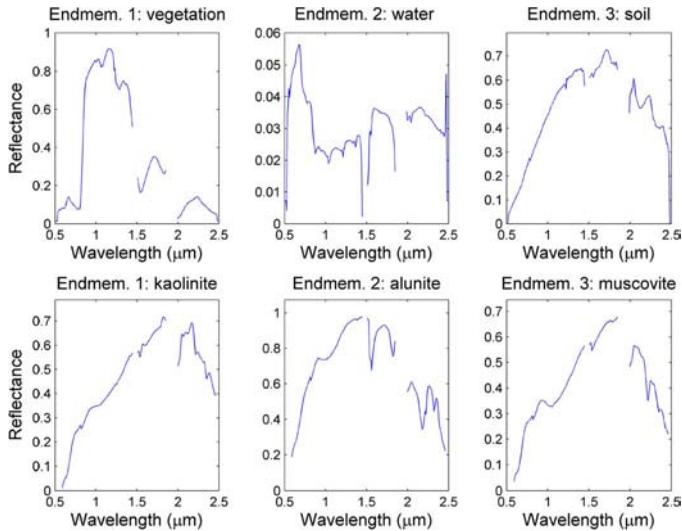 Endmem. 1: vegetation
Endmem. 2: water
Endmem. 3: soil
Reflectance
1
0.8
0.6
0.4
0.2
0
0.5 1 1.5 2 2.5
Wavelength (μm)
0.06
0.05
0.04
0.03
0.02
0.01
0
0.5 1 1.5 2 2.5
Wavelength (μm)
0.7
0.6
0.5
0.4
0.3
0.2
0.1
0
0.5 1 1.5 2 2.5
Wavelength (μm)
Endmem. 1: kaolinite
Endmem. 2: alunite
Endmem. 3: muscovite
Reflectance
0.7
0.6
0.5
0.4
0.3
0.2
0.1
0
0.5 1 1.5 2 2.5
Wavelength (μm)
1
0.8
0.6
0.4
0.2
0
0.5 1 1.5 2 2.5
Wavelength (μm)
0.7
0.6
0.5
0.4
0.3
0.2
0.1
0
0.5 1 1.5 2 2.5
Wavelength (μm)